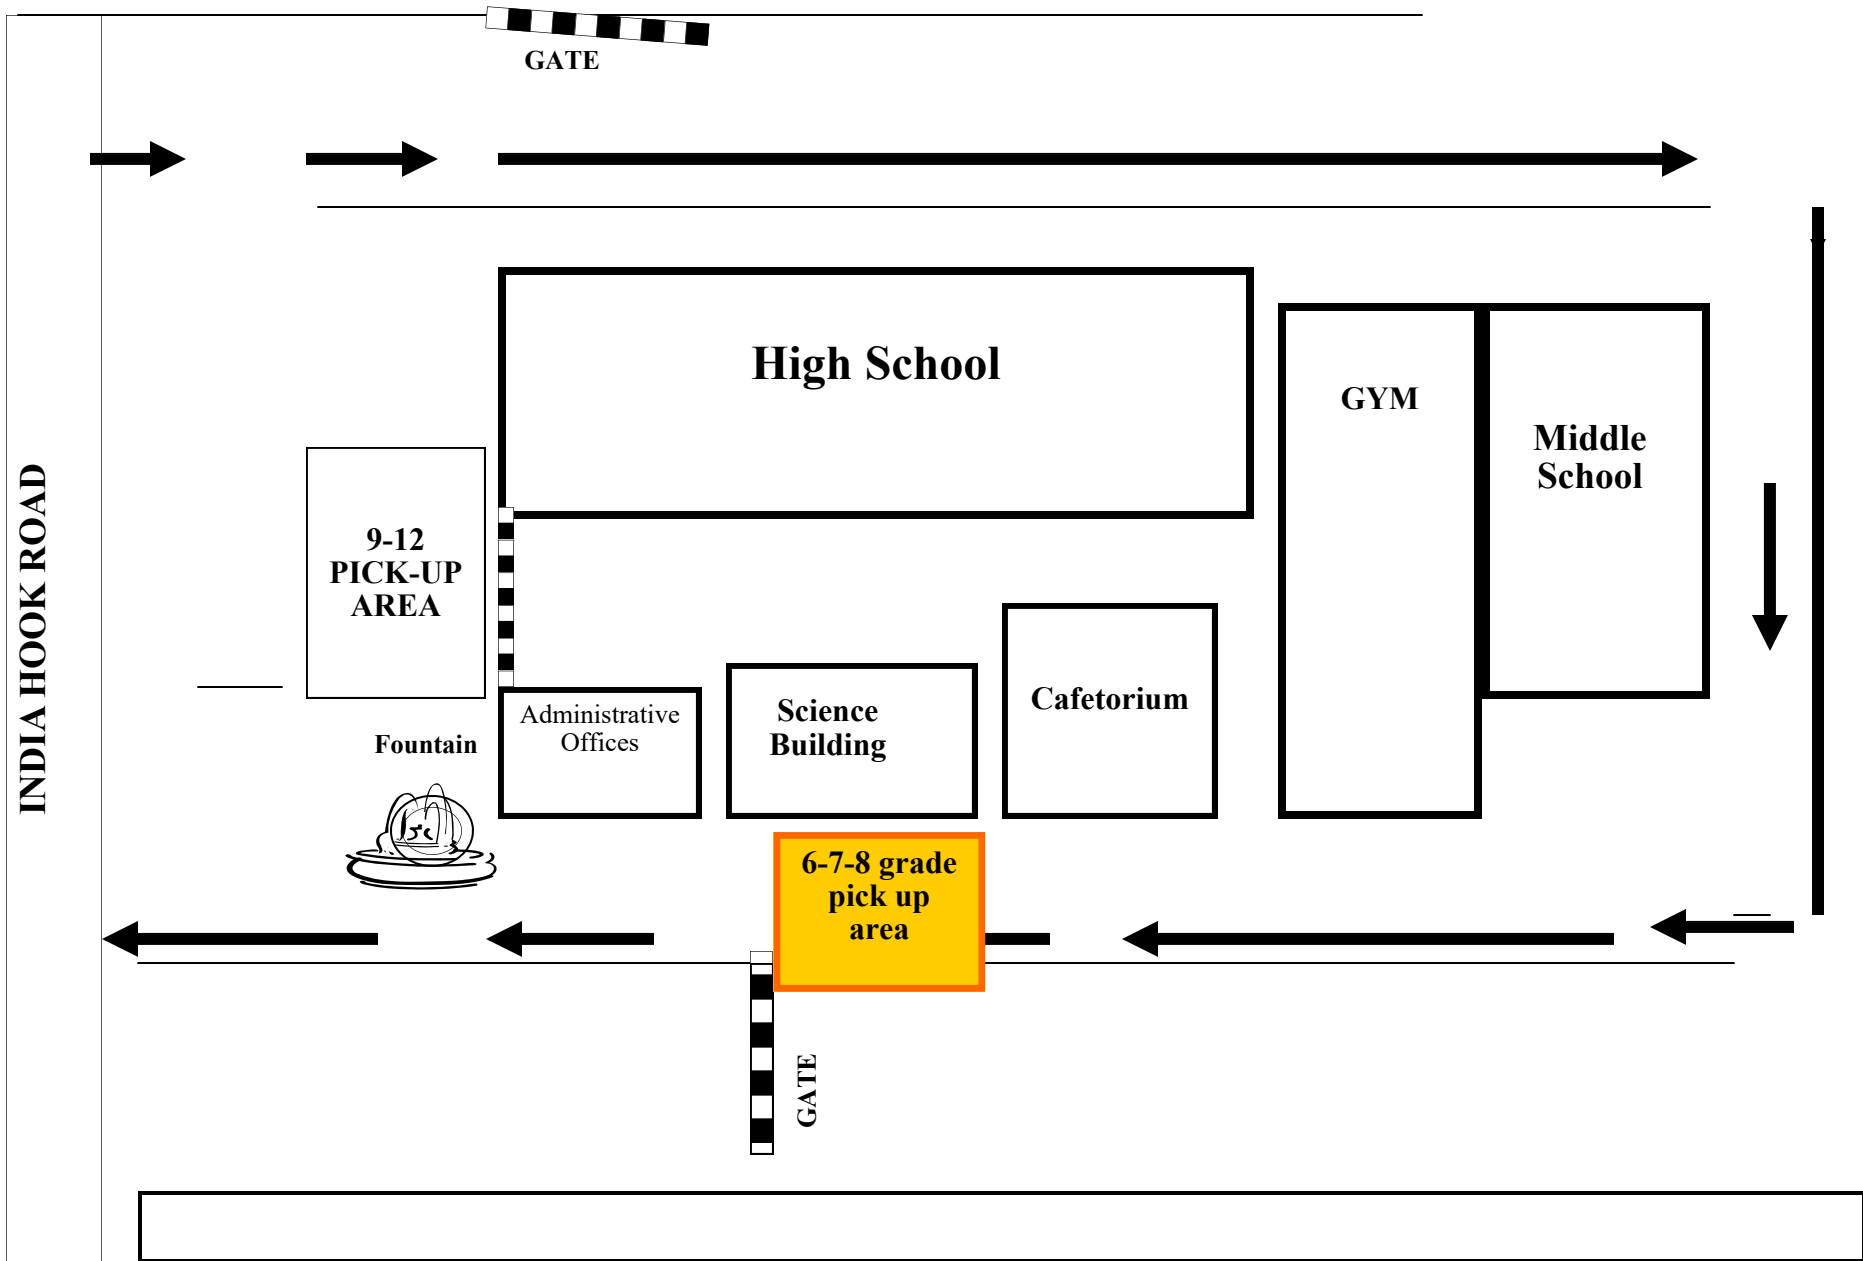 GATE
High School
GYM
Middle
School
INDIA HOOK ROAD
9-12
PICK-UP
AREA
Administrative
Offices
Science
Building
Cafetorium
Fountain
6-7-8 grade
pick up
area
GATE